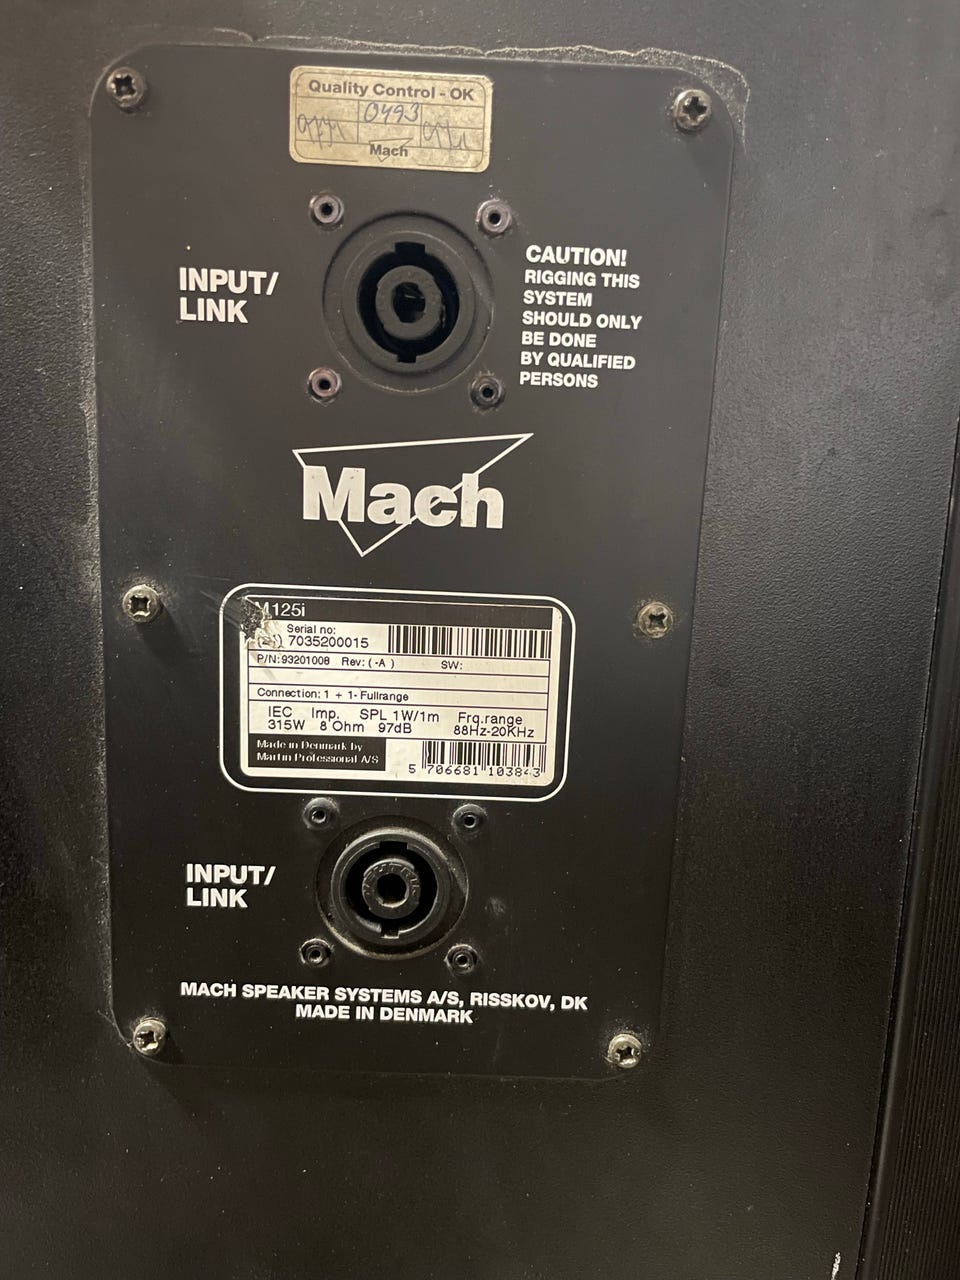 Quality Control - OK
0493
Mach
INPUT/
LINK
CAUTION!
RIGGING THIS
SYSTEM
SHOULD ONLY
BE DONE
BY QUALIFIED
PERSONS
Mach
M125i
Serial no:
7035200015
P/N:93201008 Rev: ( -A ) SW:
Connection: 1 + 1- Fullrange
IEC Imp. SPL 1W/1m Frq.range
315W 8 Ohm 97dB 88Hz-20KHz
Made in Denmark by
Martin Professional A/S
5 706681 103843
INPUT/
LINK
MACH SPEAKER SYSTEMS A/S, RISSKOV, DK
MADE IN DENMARK